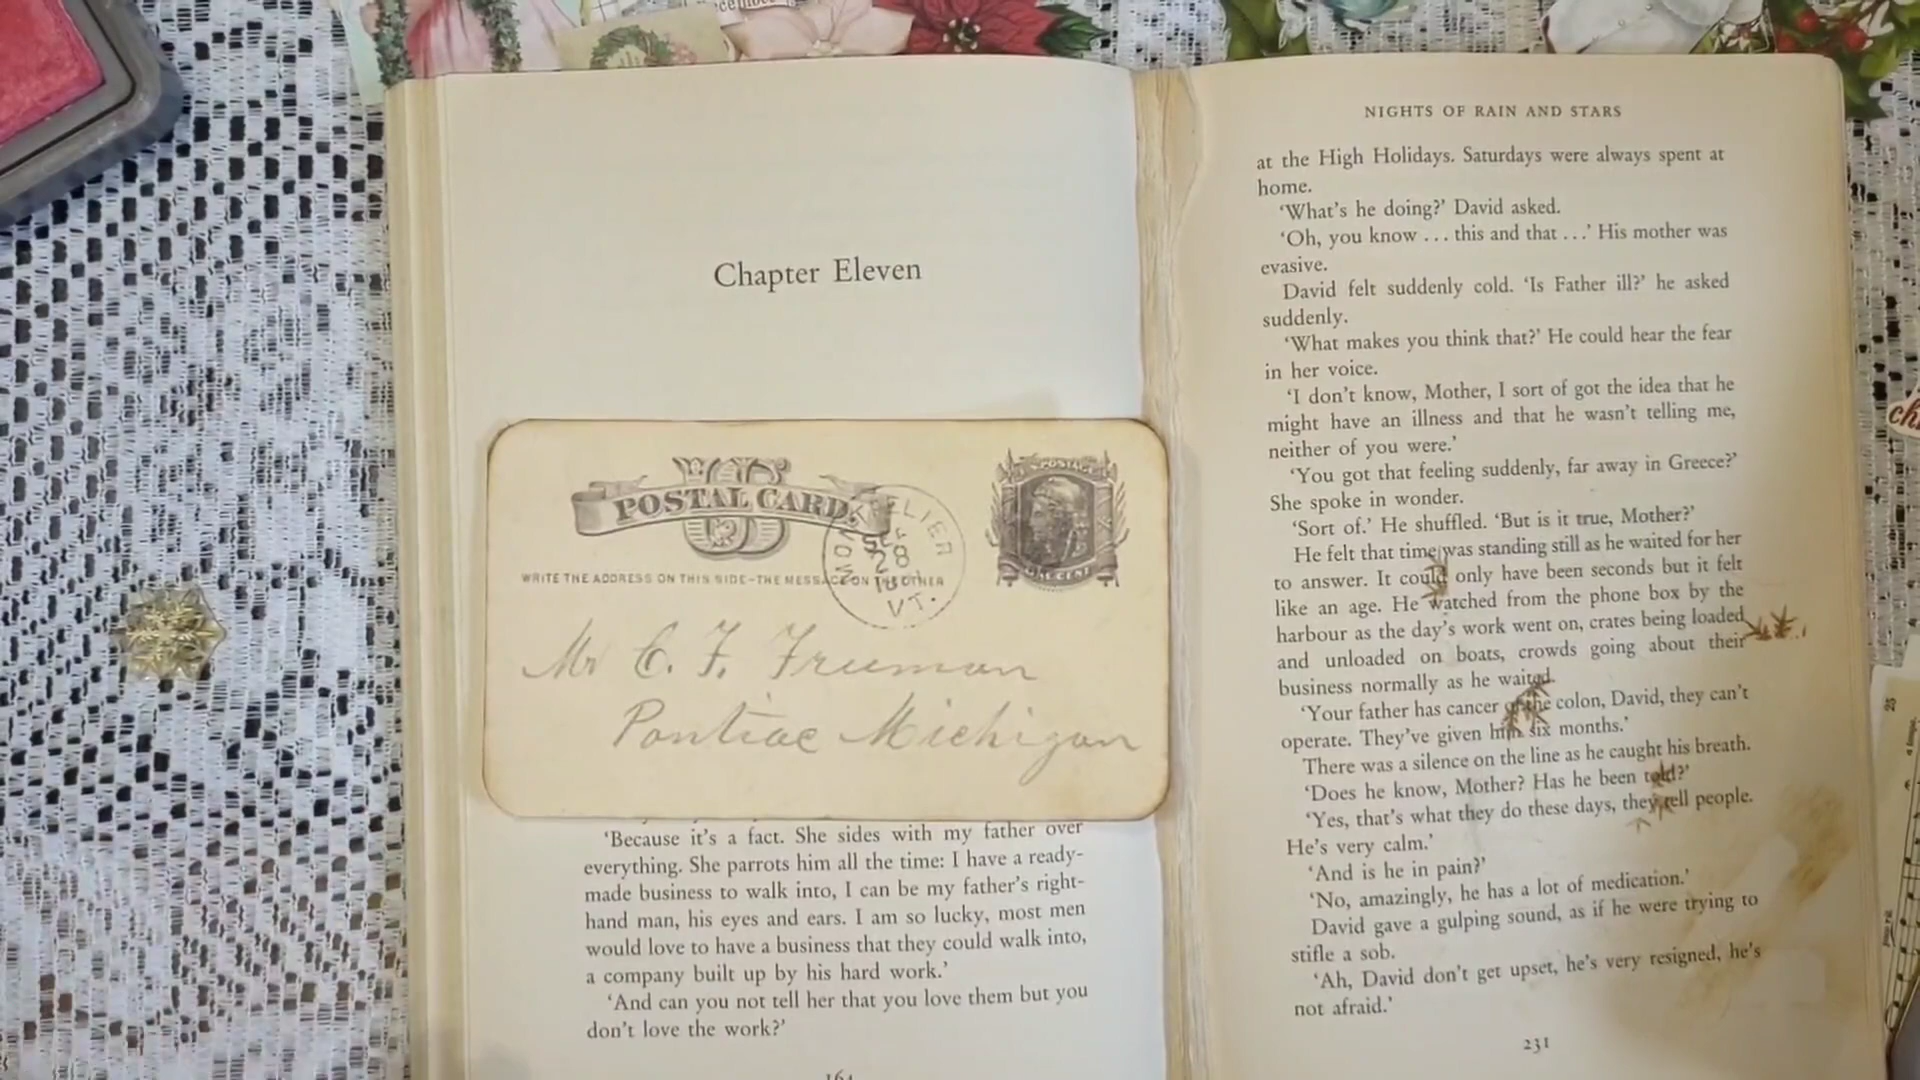 Chapter Eleven
US
POSTAL CARD.
U.S. POSTAGE
ONE CENT
MONTPELIER
DEC
28
VT.
WRITE THE ADDRESS ON THIS SIDE-THE MESSAGE ON THE OTHER
Mr C. F. Freeman
Pontiac Michigan
'Because it's a fact. She sides with my father over
everything. She parrots him all the time: I have a ready-
made business to walk into, I can be my father's right-
hand man, his eyes and ears. I am so lucky, most men
would love to have a business that they could walk into,
a company built up by his hard work.'
'And can you not tell her that you love them but you
don't love the work?'
164
NIGHTS OF RAIN AND STARS
at the High Holidays. Saturdays were always spent at
home.
'What's he doing?' David asked.
'Oh, you know ... this and that ...' His mother was
evasive.
David felt suddenly cold. 'Is Father ill?' he asked
suddenly.
'What makes you think that?' He could hear the fear
in her voice.
'I don't know, Mother, I sort of got the idea that he
might have an illness and that he wasn't telling me,
neither of you were.'
'You got that feeling suddenly, far away in Greece?'
She spoke in wonder.
'Sort of.' He shuffled. 'But is it true, Mother?'
He felt that time was standing still as he waited for her
to answer. It could only have been seconds but it felt
like an age. He watched from the phone box by the
harbour as the day's work went on, crates being loaded
and unloaded on boats, crowds going about their
business normally as he waited.
'Your father has cancer of the colon, David, they can't
operate. They've given him six months.'
There was a silence on the line as he caught his breath.
'Does he know, Mother? Has he been told?'
'Yes, that's what they do these days, they tell people.
He's very calm.'
'And is he in pain?'
'No, amazingly, he has a lot of medication.'
David gave a gulping sound, as if he were trying to
stifle a sob.
'Ah, David don't get upset, he's very resigned, he's
not afraid.'
231